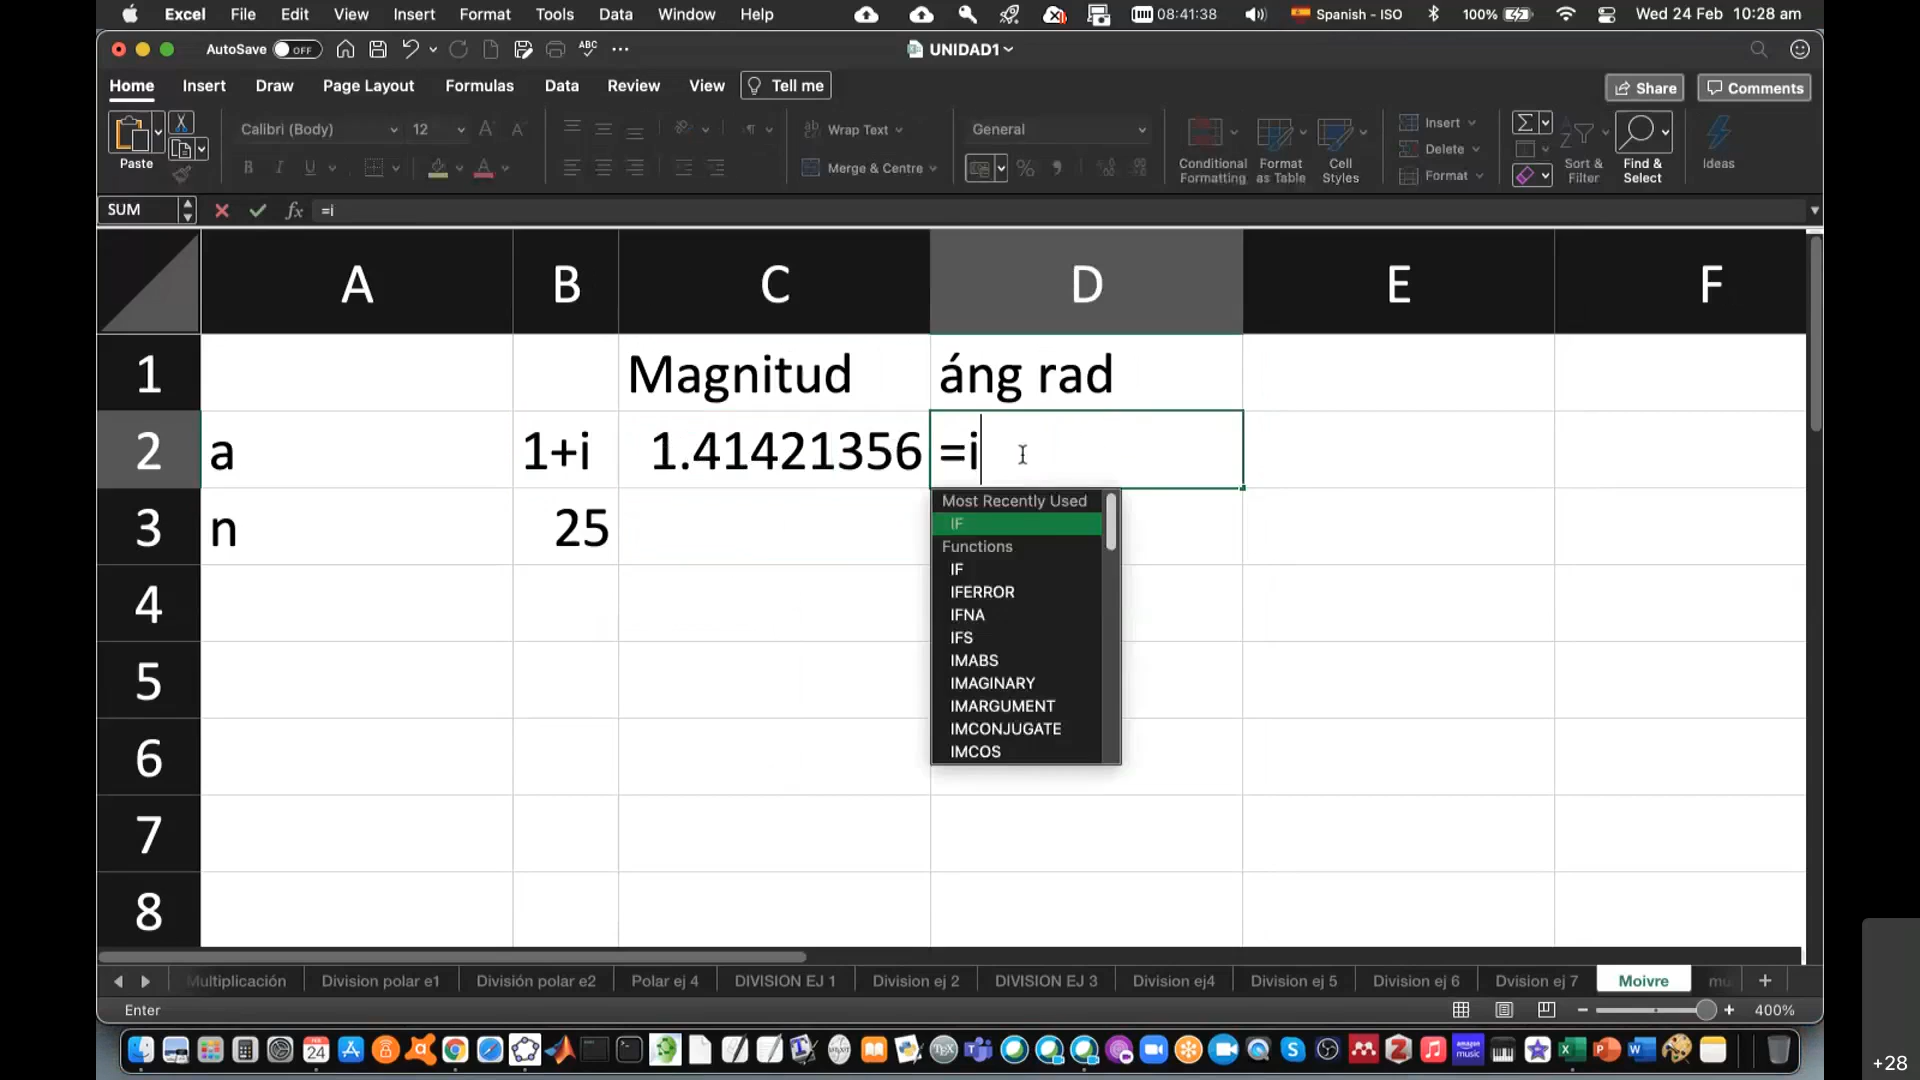 Excel File Edit View Insert Format Tools Data Window Help 08:41:38 Spanish - ISO 100% Wed 24 Feb 10:28 am
AutoSave OFF ABC UNIDAD1
Home Insert Draw Page Layout Formulas Data Review View Tell me Share Comments
Paste Calibri (Body) 12 Wrap Text General Insert
B I U Merge & Centre Delete
Conditional Formatting Format as Table Cell Styles Format Sort & Filter Find & Select Ideas
SUM fx =i
A B C D E F
1 Magnitud áng rad
2 a 1+i 1.41421356 =i
3 n 25
4
5
6
7
8
Most Recently Used
IF
Functions
IF
IFERROR
IFNA
IFS
IMABS
IMAGINARY
IMARGUMENT
IMCONJUGATE
IMCOS
Multiplicación Division polar e1 División polar e2 Polar ej 4 DIVISION EJ 1 Division ej 2 DIVISION EJ 3 Division ej4 Division ej 5 Division ej 6 Dvision ej 7 Moivre mu
Enter 400%
+28